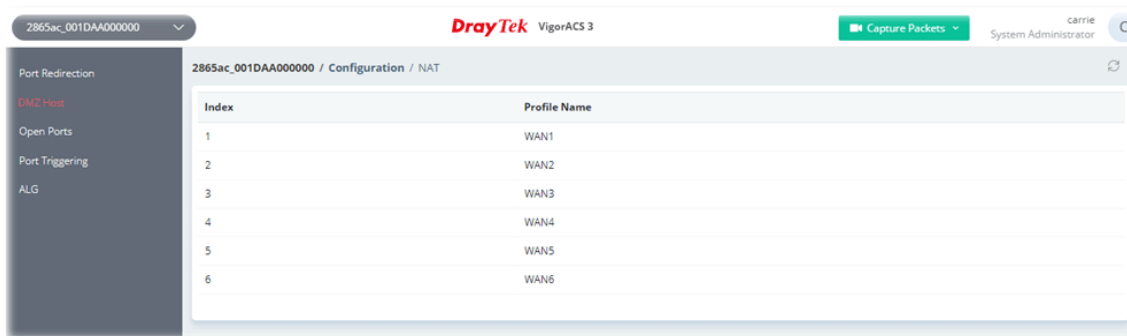 2865ac_001DAA000000
DrayTek VigorACS 3
Capture Packets
carrie
System Administrator
C
Port Redirection
DMZ Host
Open Ports
Port Triggering
ALG
2865ac_001DAA000000 / Configuration / NAT
Index Profile Name
1 WAN1
2 WAN2
3 WAN3
4 WAN4
5 WAN5
6 WAN6